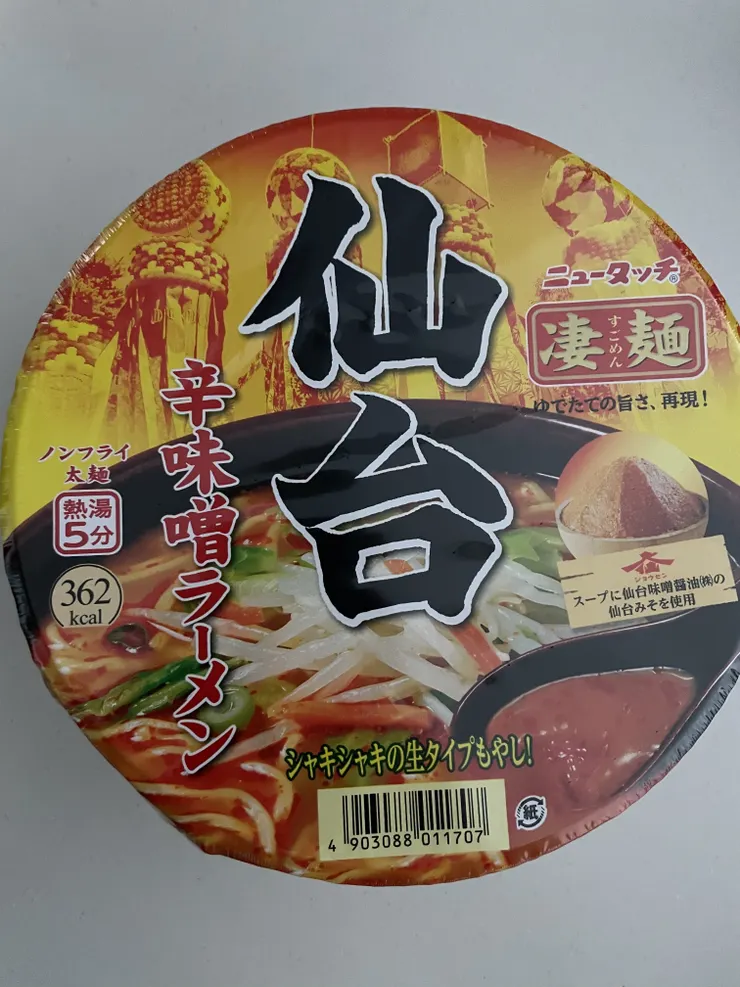 仙台
辛味噌ラーメン
ニュータッチ®
凄麺
すごめん
ゆでたての旨さ、再現！
ノンフライ
太麺
熱湯
5分
362
kcal
ショウセン
スープに仙台味噌醤油㈱の
仙台みそを使用
シャキシャキの生タイプもやし！
4 903088 011707
紙